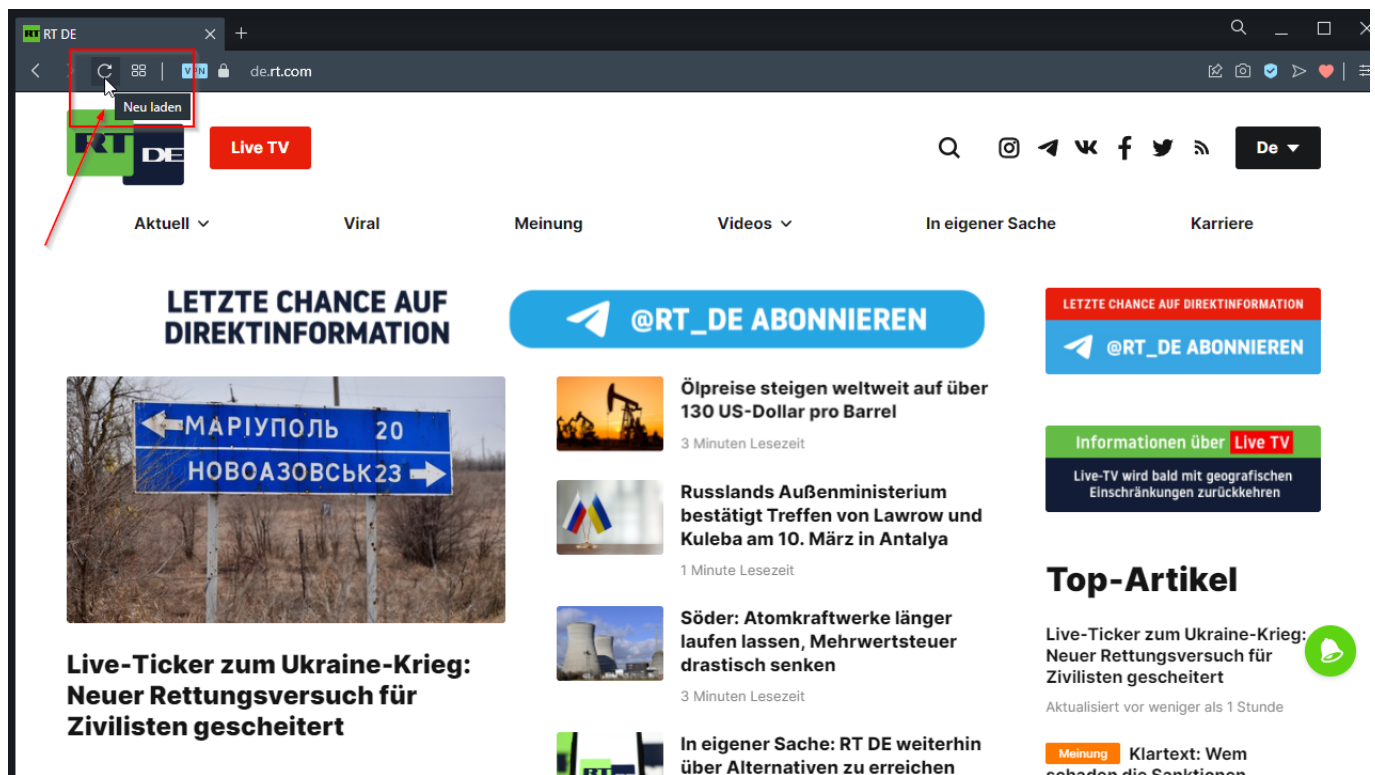 RT RT DE
VPN
de.rt.com
Neu laden
RT DE
Live TV
De
Aktuell
Viral
Meinung
Videos
In eigener Sache
Karriere
LETZTE CHANCE AUF
DIREKTINFORMATION
@RT_DE ABONNIEREN
LETZTE CHANCE AUF DIREKTINFORMATION
@RT_DE ABONNIEREN
МАРІУПОЛЬ 20
НОВОАЗОВСЬК 23
Live-Ticker zum Ukraine-Krieg:
Neuer Rettungsversuch für
Zivilisten gescheitert
Ölpreise steigen weltweit auf über
130 US-Dollar pro Barrel
3 Minuten Lesezeit
Russlands Außenministerium
bestätigt Treffen von Lawrow und
Kuleba am 10. März in Antalya
1 Minute Lesezeit
Söder: Atomkraftwerke länger
laufen lassen, Mehrwertsteuer
drastisch senken
3 Minuten Lesezeit
In eigener Sache: RT DE weiterhin
über Alternativen zu erreichen
Informationen über Live TV
Live-TV wird bald mit geografischen
Einschränkungen zurückkehren
Top-Artikel
Live-Ticker zum Ukraine-Krieg:
Neuer Rettungsversuch für
Zivilisten gescheitert
Aktualisiert vor weniger als 1 Stunde
Meinung Klartext: Wem
schaden die Sanktionen